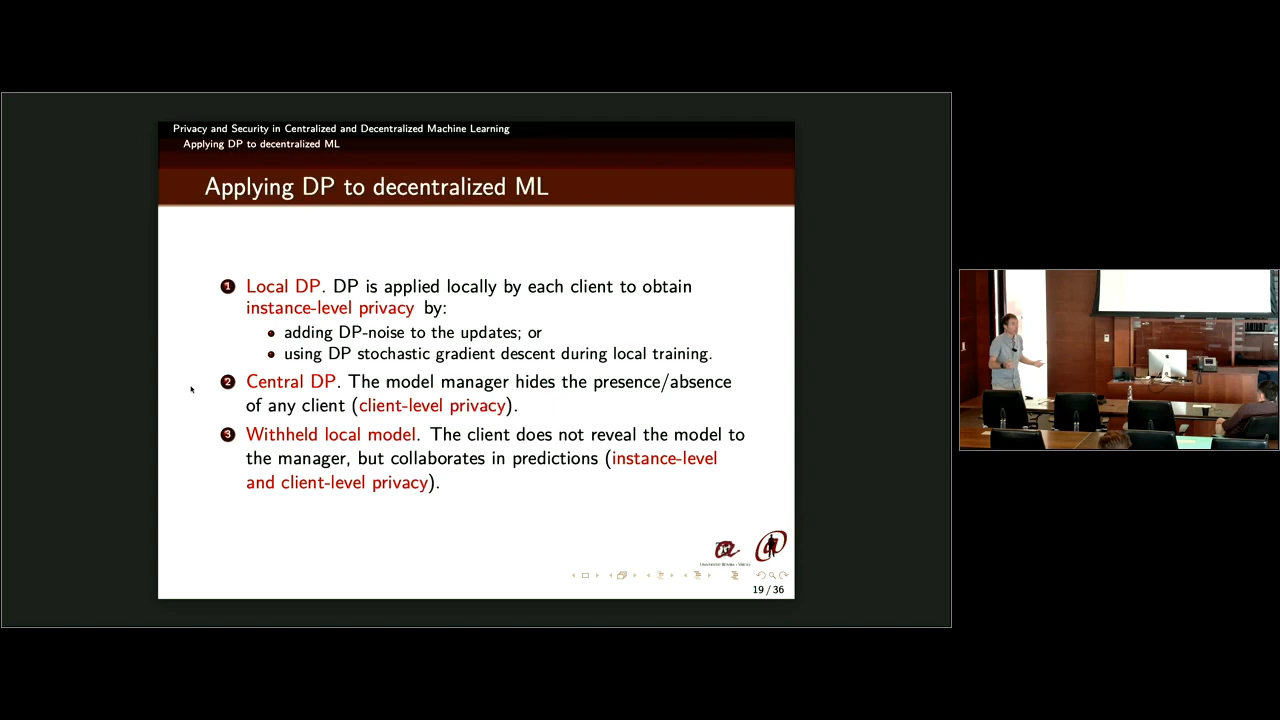 Privacy and Security in Centralized and Decentralized Machine Learning
Applying DP to decentralized ML
Applying DP to decentralized ML
1 Local DP. DP is applied locally by each client to obtain
instance-level privacy by:
adding DP-noise to the updates; or
using DP stochastic gradient descent during local training.
2 Central DP. The model manager hides the presence/absence
of any client (client-level privacy).
3 Withheld local model. The client does not reveal the model to
the manager, but collaborates in predictions (instance-level
and client-level privacy).
19 / 36